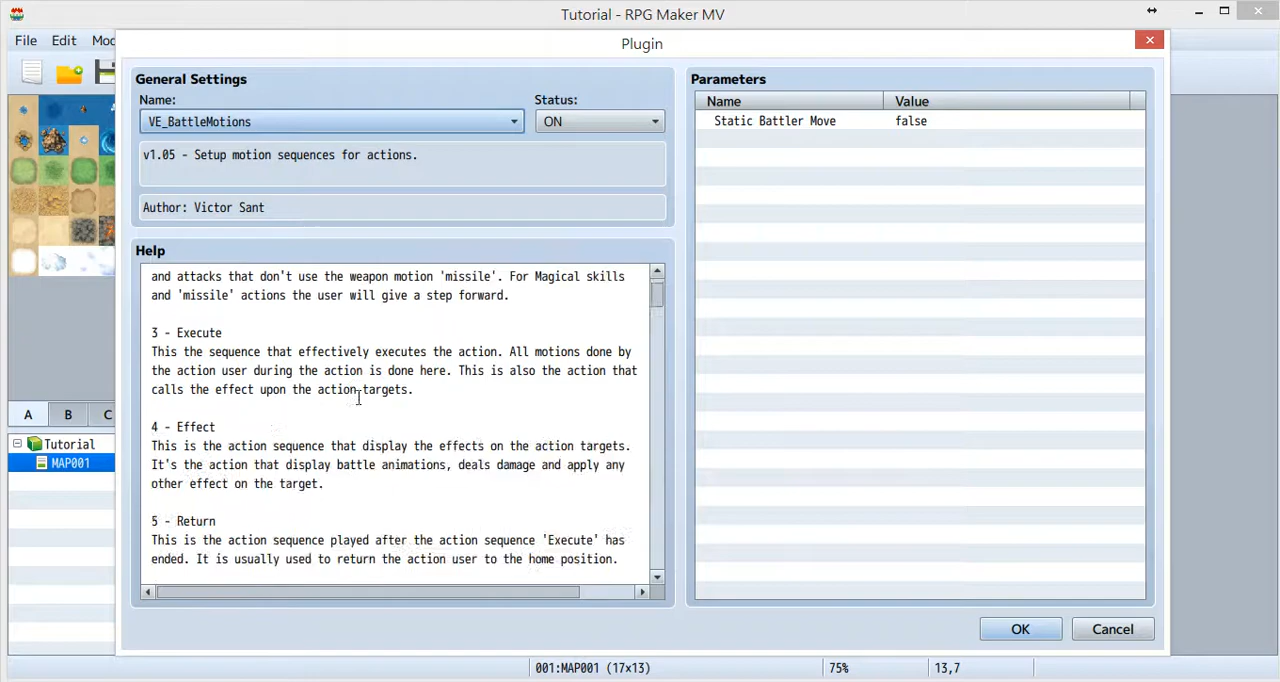 Tutorial - RPG Maker MV
File Edit Mod
Plugin
General Settings
Name:
Status:
VE_BattleMotions
ON
v1.05 - Setup motion sequences for actions.
Author: Victor Sant
Help
and attacks that don't use the weapon motion 'missile'. For Magical skills
and 'missile' actions the user will give a step forward.
3 - Execute
This the sequence that effectively executes the action. All motions done by
the action user during the action is done here. This is also the action that
calls the effect upon the action targets.
4 - Effect
This is the action sequence that display the effects on the action targets.
It's the action that display battle animations, deals damage and apply any
other effect on the target.
5 - Return
This is the action sequence played after the action sequence 'Execute' has
ended. It is usually used to return the action user to the home position.
Parameters
Name Value
Static Battler Move false
OK Cancel
A B C
Tutorial
MAP001
001:MAP001 (17x13) 75% 13,7